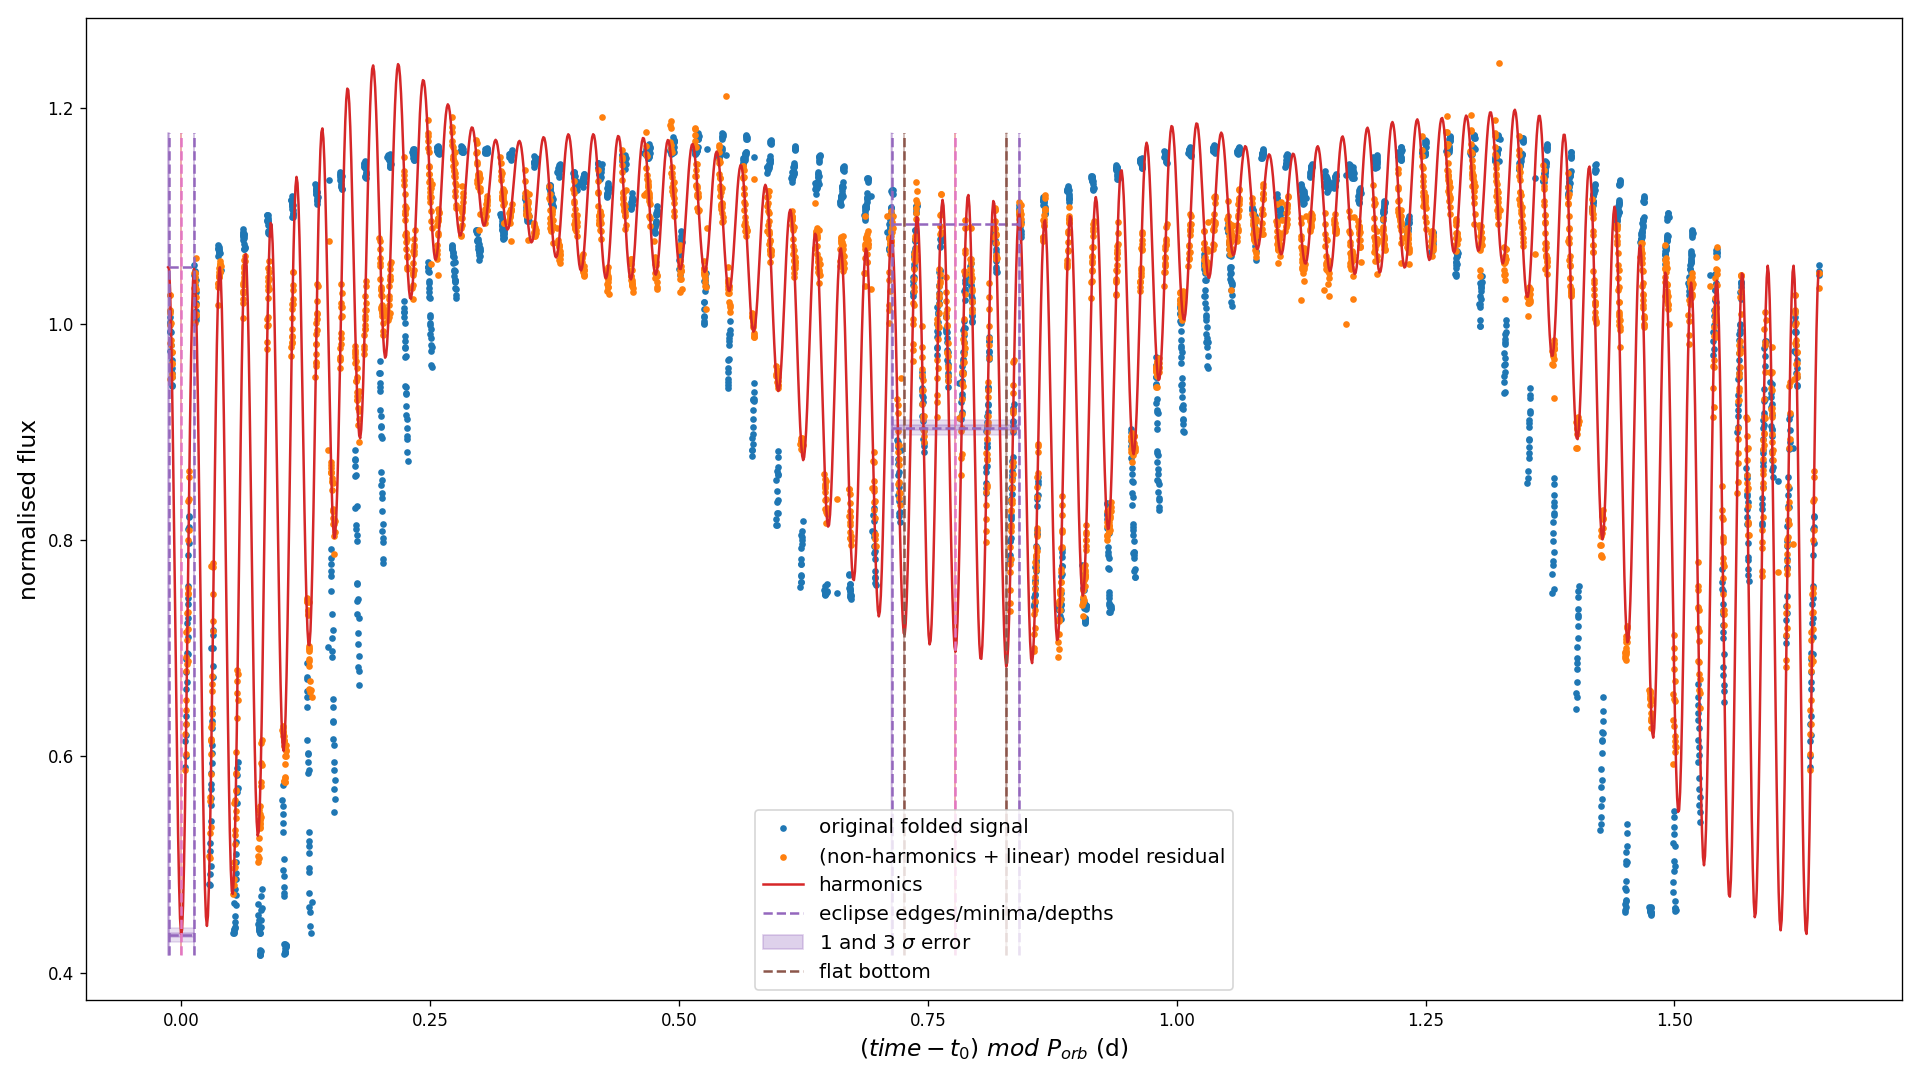 normalised flux
1.2
1.0
0.8
0.6
0.4
original folded signal
(non-harmonics + linear) model residual
harmonics
eclipse edges/minima/depths
1 and 3 σ error
flat bottom
0.00 0.25 0.50 0.75 1.00 1.25 1.50
(time − t₀) mod Pₒᵣb (d)